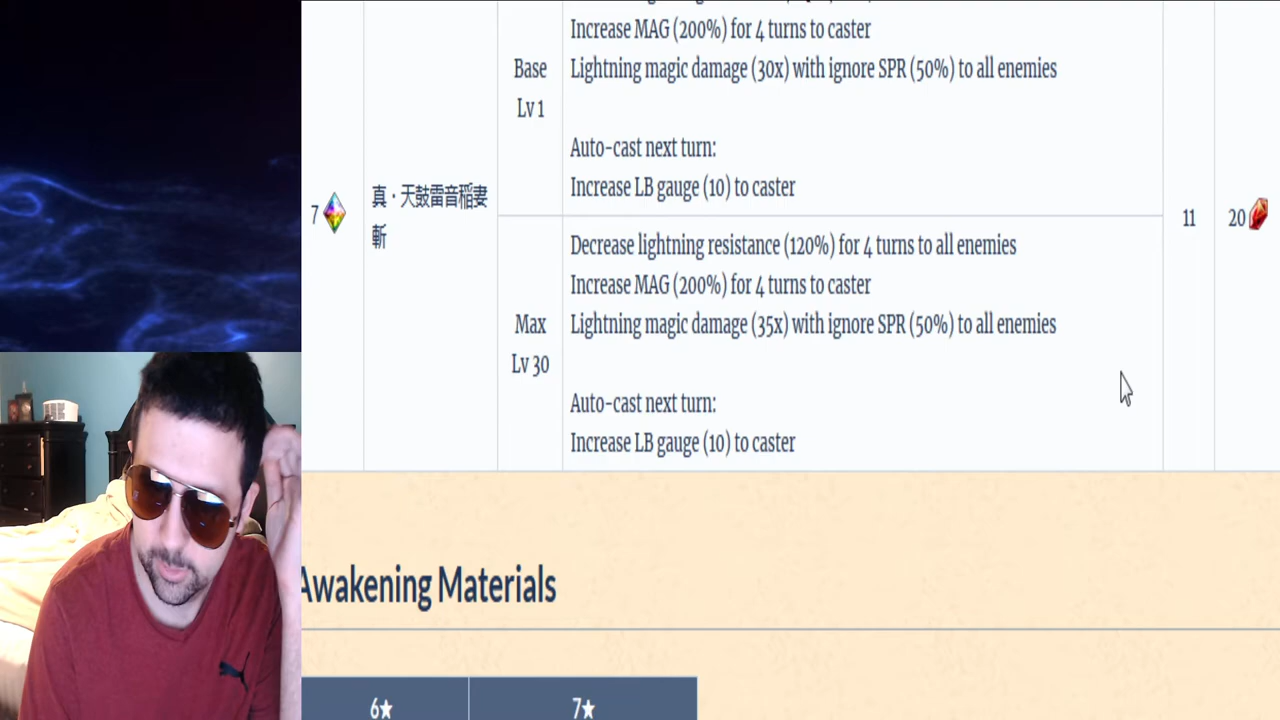 Increase MAG (200%) for 4 turns to caster
Base
Lv 1
Lightning magic damage (30x) with ignore SPR (50%) to all enemies
Auto-cast next turn:
Increase LB gauge (10) to caster
7
真・天鼓雷音稲妻
斬
11
20
Decrease lightning resistance (120%) for 4 turns to all enemies
Increase MAG (200%) for 4 turns to caster
Max
Lv 30
Lightning magic damage (35x) with ignore SPR (50%) to all enemies
Auto-cast next turn:
Increase LB gauge (10) to caster
Awakening Materials
6★
7★